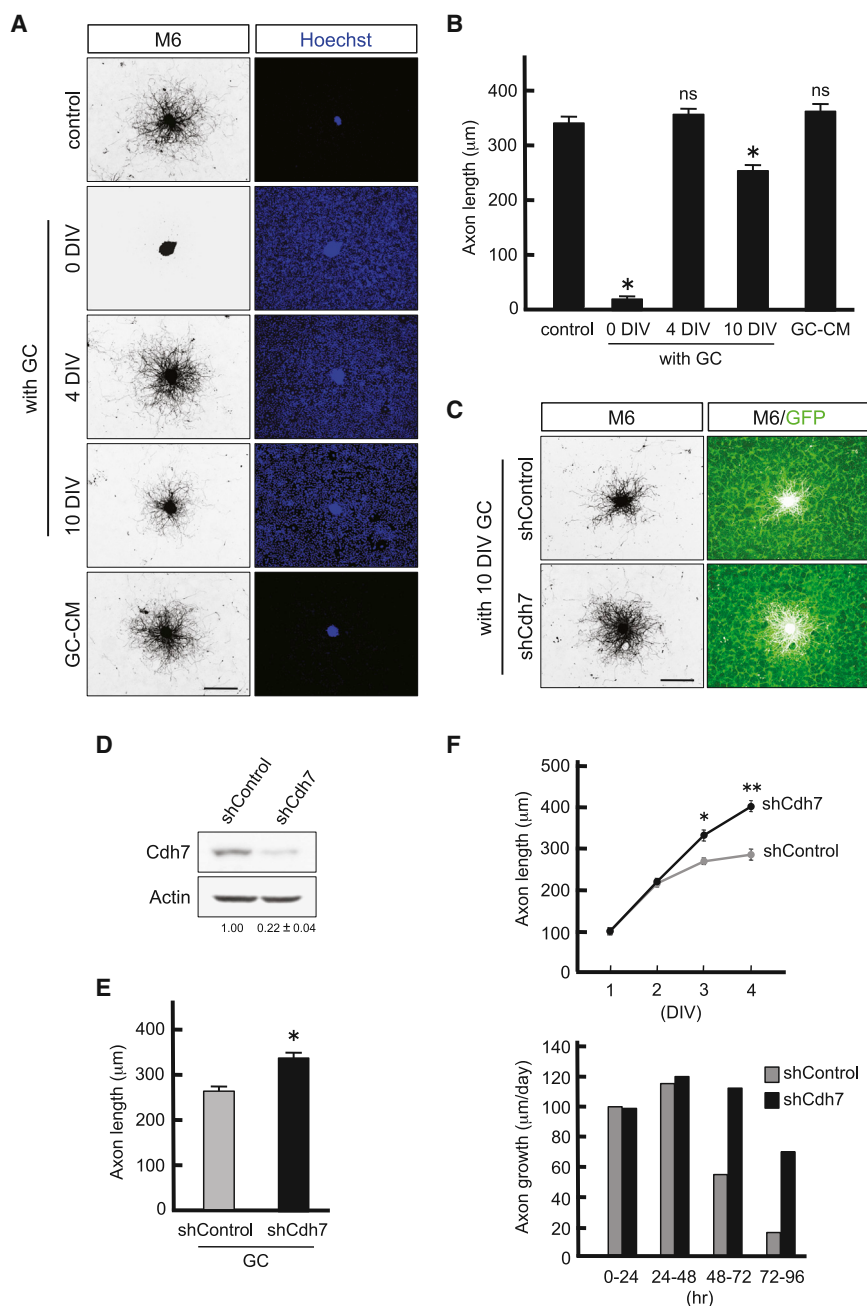 A
M6
Hoechst
control
with GC
0 DIV
4 DIV
10 DIV
GC-CM
B
Axon length (μm)
400
300
200
100
0
ns
ns
*
*
control
0 DIV
4 DIV
10 DIV
GC-CM
with GC
C
M6
M6/GFP
with 10 DIV GC
shControl
shCdh7
D
shControl
shCdh7
Cdh7
Actin
1.00
0.22 ± 0.04
E
Axon length (μm)
400
300
200
100
0
*
shControl
shCdh7
GC
F
Axon length (μm)
500
400
300
200
100
0
*
**
shCdh7
shControl
1
2
3
4
(DIV)
Axon growth (μm/day)
120
100
80
60
40
20
0
shControl
shCdh7
0-24
24-48
48-72
72-96
(hr)